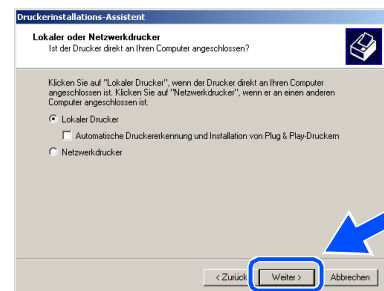 Druckerinstallations-Assistent
Lokaler oder Netzwerkdrucker
Ist der Drucker direkt an Ihren Computer angeschlossen?
Klicken Sie auf "Lokaler Drucker", wenn der Drucker direkt an Ihren Computer
angeschlossen ist. Klicken Sie auf "Netzwerkdrucker", wenn er an einen anderen
Computer angeschlossen ist.
Lokaler Drucker
Automatische Druckererkennung und Installation von Plug & Play-Druckern
Netzwerkdrucker
< Zurück Weiter > Abbrechen